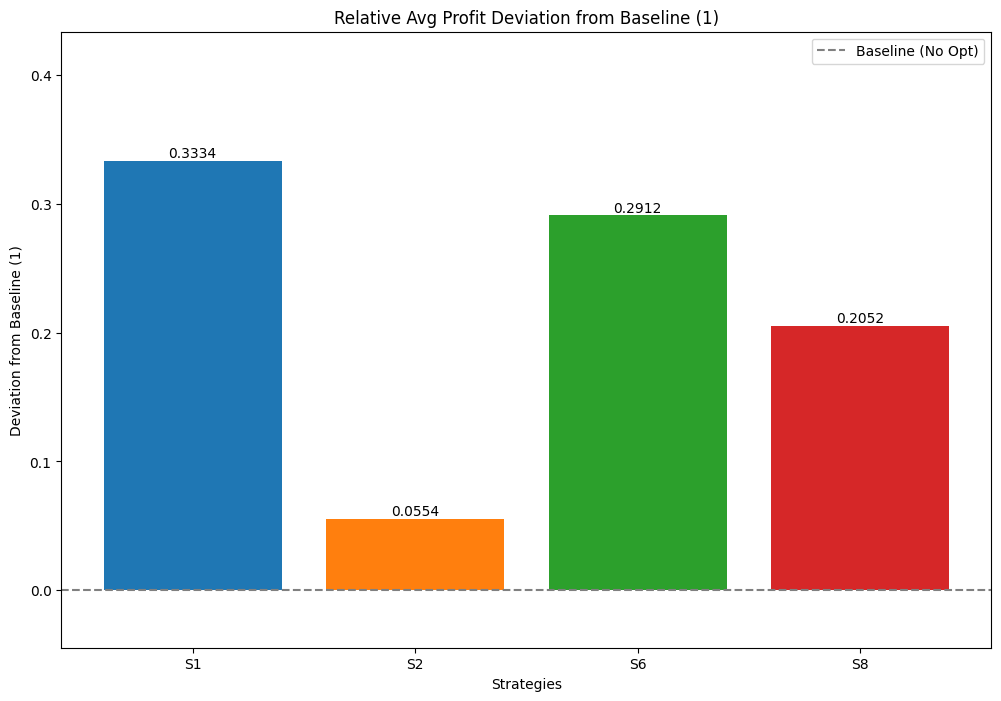 Relative Avg Profit Deviation from Baseline (1)
Baseline (No Opt)
Deviation from Baseline (1)
0.4
0.3
0.2
0.1
0.0
0.3334
0.0554
0.2912
0.2052
S1
S2
S6
S8
Strategies